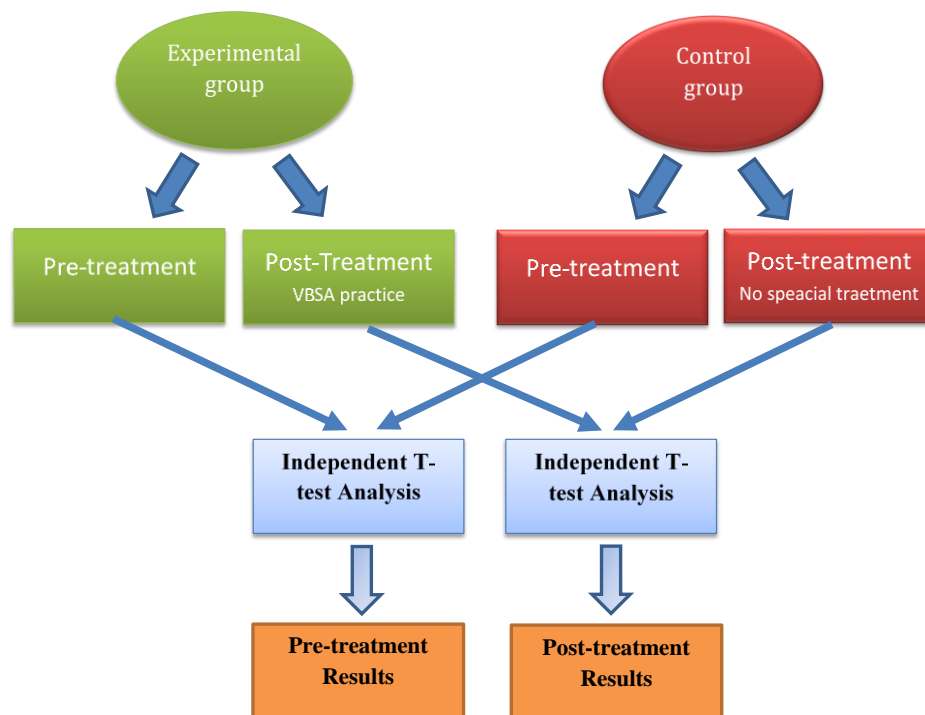 Experimental
group
Control
group
Pre-treatment
Post-Treatment
VBSA practice
Pre-treatment
Post-treatment
No speacial traetment
Independent T-
test Analysis
Independent T-
test Analysis
Pre-treatment
Results
Post-treatment
Results